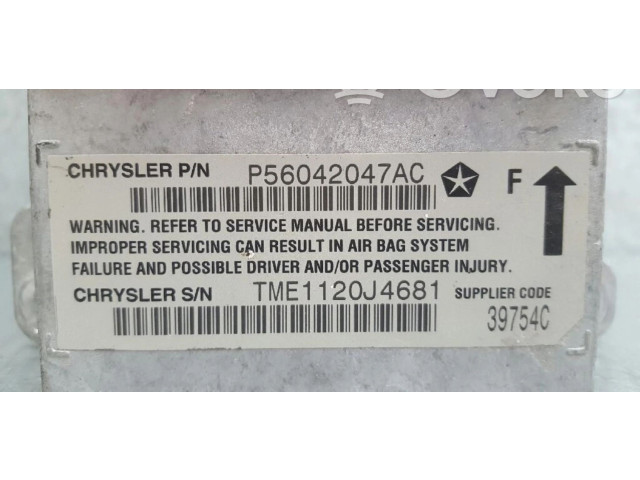 CHRYSLER P/N P56042047AC F
WARNING. REFER TO SERVICE MANUAL BEFORE SERVICING.
IMPROPER SERVICING CAN RESULT IN AIR BAG SYSTEM
FAILURE AND POSSIBLE DRIVER AND/OR PASSENGER INJURY.
CHRYSLER S/N TME1120J4681 SUPPLIER CODE
39754C